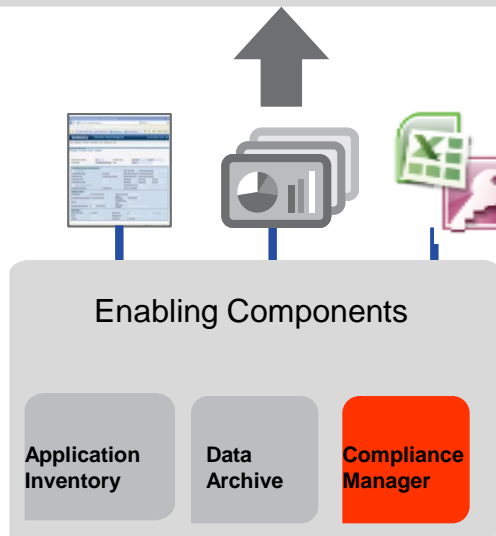 Enabling Components
Application
Inventory
Data
Archive
Compliance
Manager